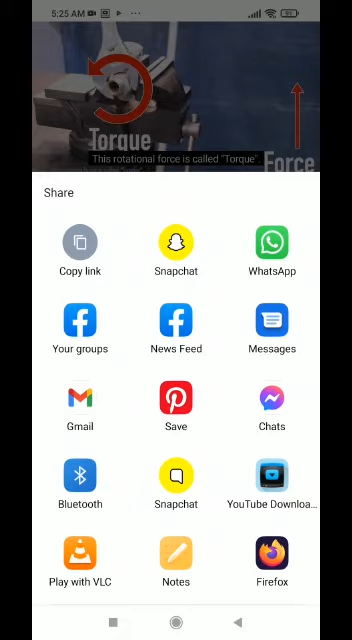 5:25 AM
Torque
This rotational force is called "Torque".
Force
Share
Copy link
Snapchat
WhatsApp
Your groups
News Feed
Messages
Gmail
Save
Chats
Bluetooth
Snapchat
YouTube Downloa...
Play with VLC
Notes
Firefox